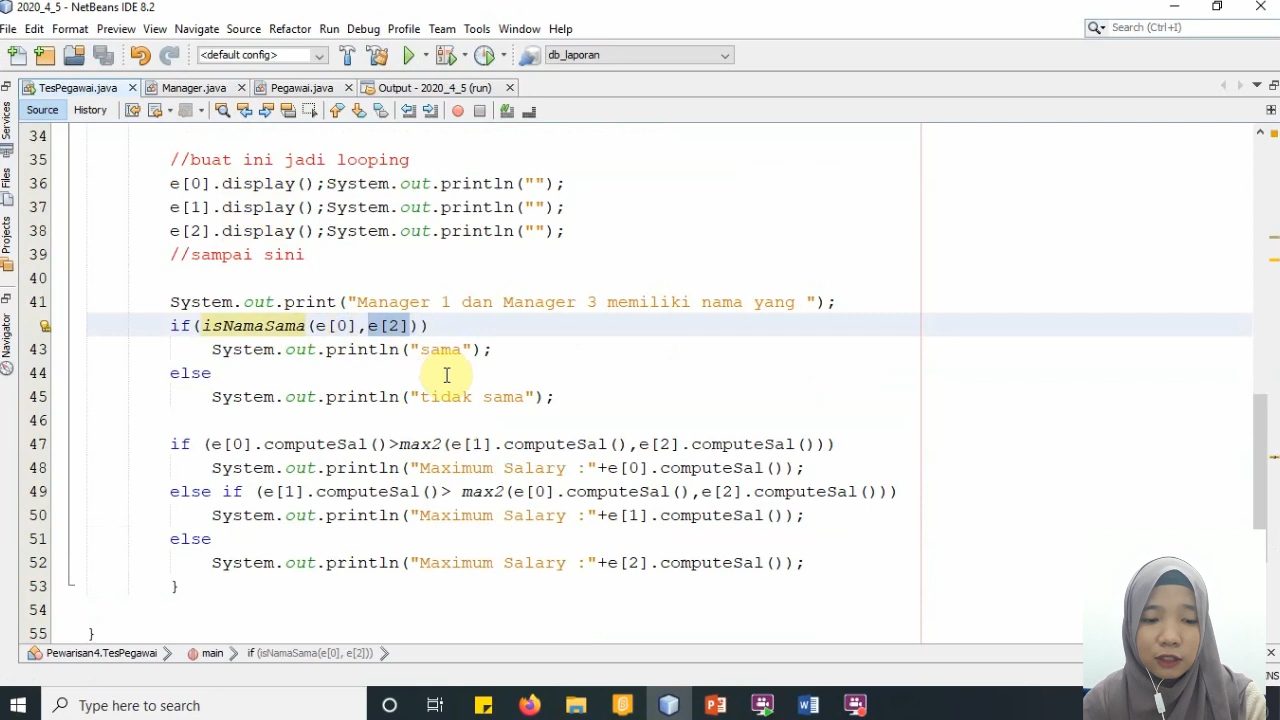 2020_4_5 - NetBeans IDE 8.2
File Edit Format Preview View Navigate Source Refactor Run Debug Profile Team Tools Window Help
Search (Ctrl+I)
<default config>
db_laporan
TesPegawai.java Manager.java Pegawai.java Output - 2020_4_5 (run)
Source History
Services
Files
Projects
Navigator
34
35 //buat ini jadi looping
36 e[0].display();System.out.println("");
37 e[1].display();System.out.println("");
38 e[2].display();System.out.println("");
39 //sampai sini
40
41 System.out.print("Manager 1 dan Manager 3 memiliki nama yang ");
if(isNamaSama(e[0],e[2]))
43 System.out.println("sama");
44 else
45 System.out.println("tidak sama");
46
47 if (e[0].computeSal()>max2(e[1].computeSal(),e[2].computeSal()))
48 System.out.println("Maximum Salary :"+e[0].computeSal());
49 else if (e[1].computeSal()> max2(e[0].computeSal(),e[2].computeSal()))
50 System.out.println("Maximum Salary :"+e[1].computeSal());
51 else
52 System.out.println("Maximum Salary :"+e[2].computeSal());
53 }
54
55 }
Pewarisan4.TesPegawai main if (isNamaSama(e[0], e[2]))
Type here to search